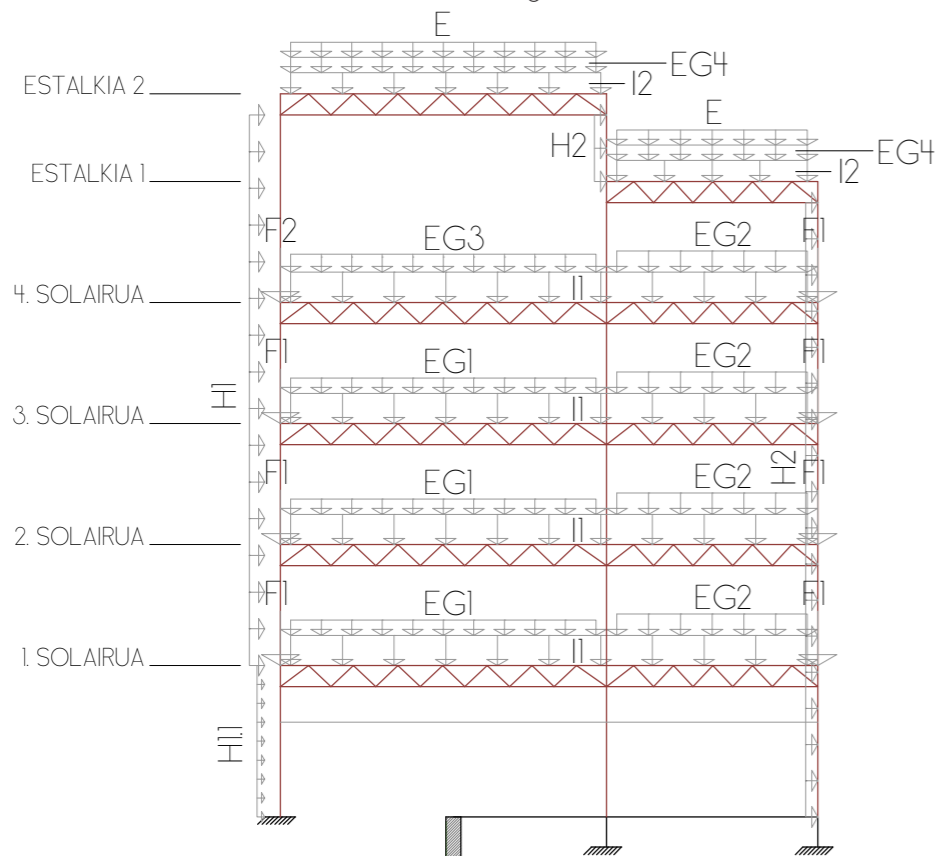 E
EG4
ESTALKIA 2
I2
E
H2
EG4
ESTALKIA 1
I2
F2
F1
EG3
EG2
4. SOLAIRUA
I1
F1
EG1
EG2
F1
H1
I1
3. SOLAIRUA
F1
EG1
EG2
H2
F1
I1
2. SOLAIRUA
F1
EG1
EG2
F1
I1
1. SOLAIRUA
H1.1